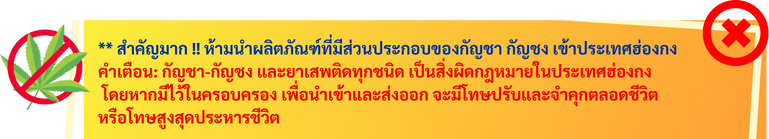 ** สำคัญมาก !! ห้ามนำผลิตภัณฑ์ที่มีส่วนประกอบของกัญชา กัญชง เข้าประเทศฮ่องกง
คำเตือน: กัญชา-กัญชง และยาเสพติดทุกชนิด เป็นสิ่งผิดกฎหมายในประเทศฮ่องกง
โดยหากมีไว้ในครอบครอง เพื่อนำเข้าและส่งออก จะมีโทษปรับและจำคุกตลอดชีวิต
หรือโทษสูงสุดประหารชีวิต